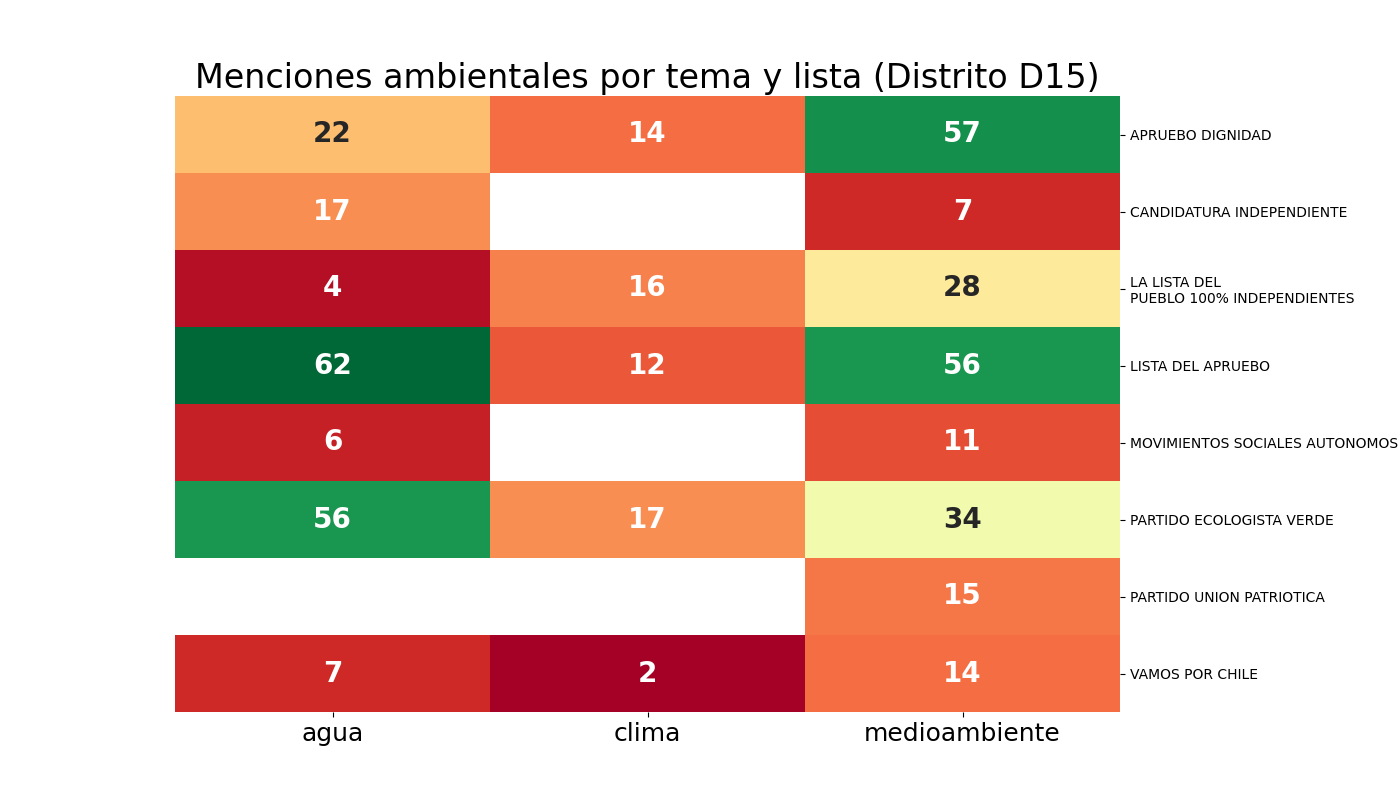 Menciones ambientales por tema y lista (Distrito D15)
22 14 57 APRUEBO DIGNIDAD
17 7 CANDIDATURA INDEPENDIENTE
4 16 28 LA LISTA DEL
PUEBLO 100% INDEPENDIENTES
62 12 56 LISTA DEL APRUEBO
6 11 MOVIMIENTOS SOCIALES AUTONOMOS
56 17 34 PARTIDO ECOLOGISTA VERDE
15 PARTIDO UNION PATRIOTICA
7 2 14 VAMOS POR CHILE
agua clima medioambiente